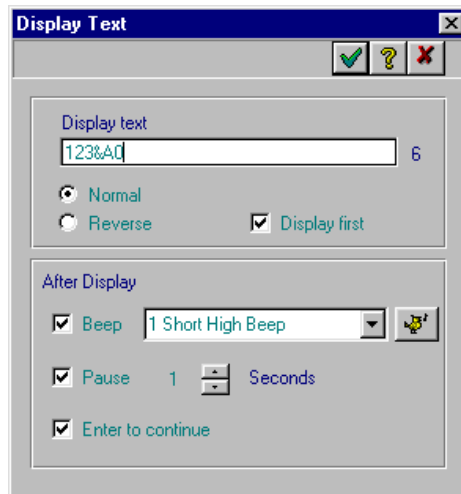 Display Text
?
Display text
123&A0 6
Normal
Reverse Display first
After Display
Beep 1 Short High Beep
Pause 1 Seconds
Enter to continue